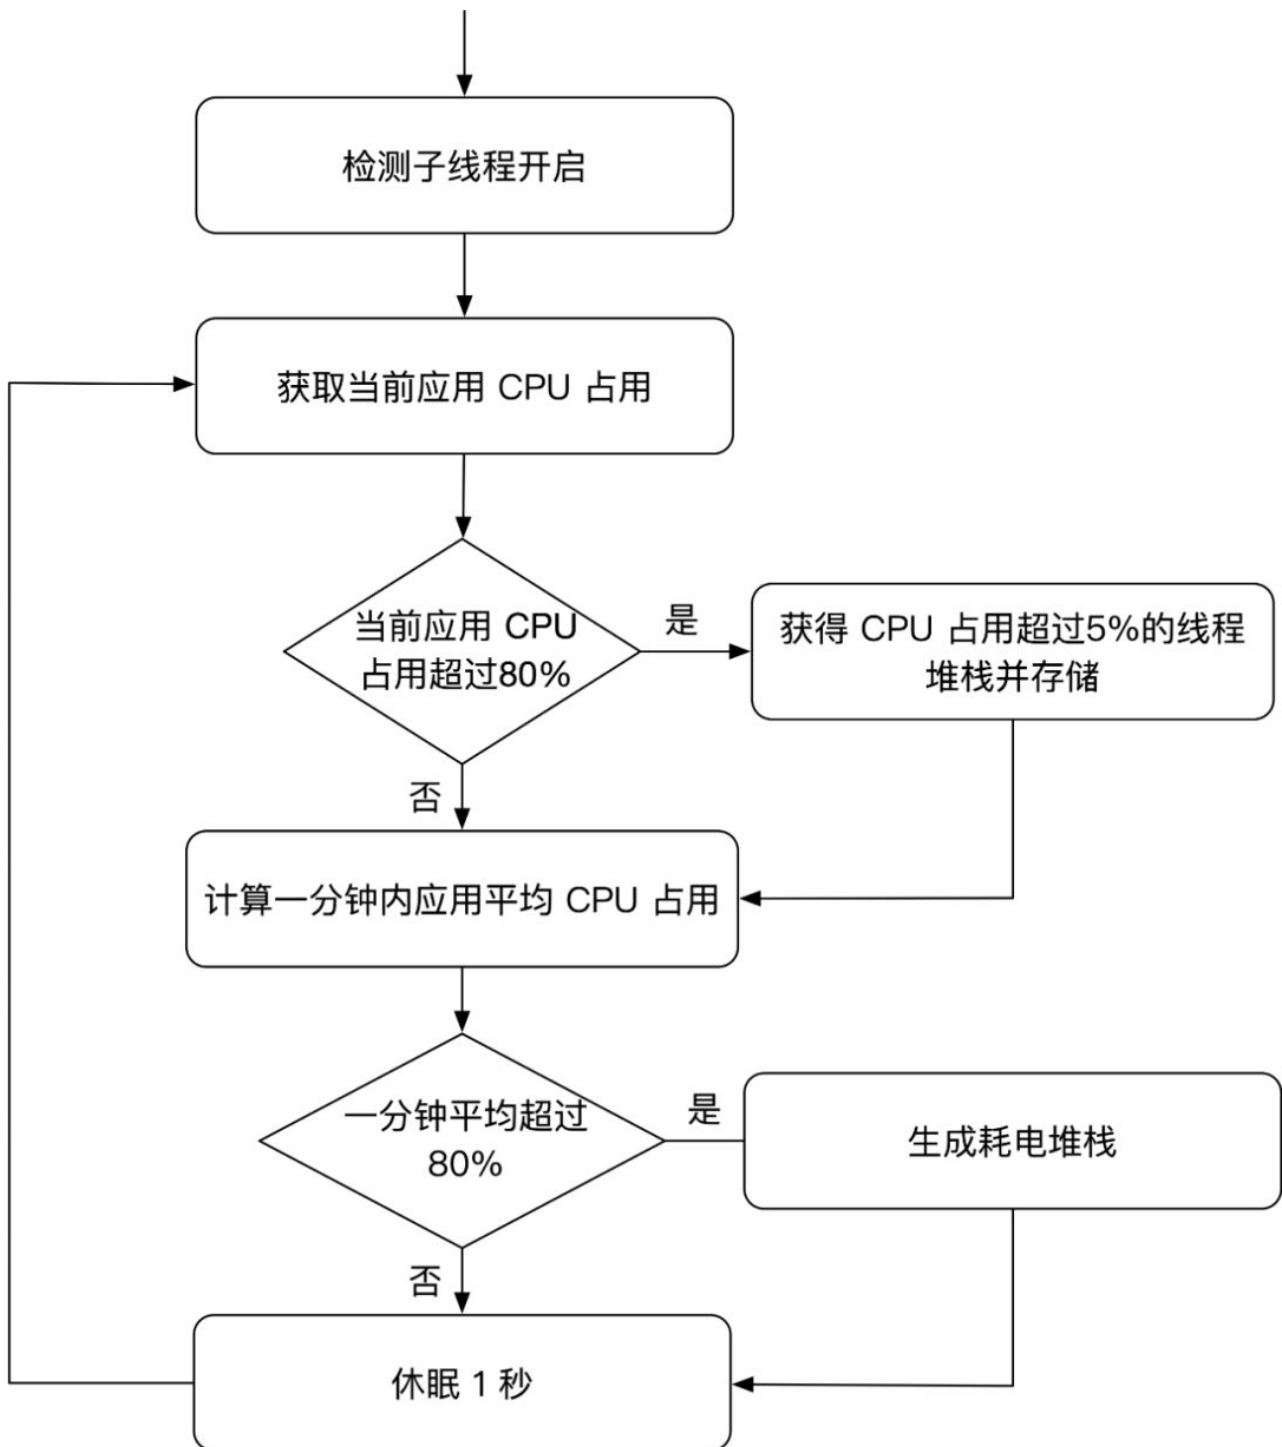 检测子线程开启
获取当前应用 CPU 占用
当前应用 CPU
占用超过80%
是
获得 CPU 占用超过5%的线程
堆栈并存储
否
计算一分钟内应用平均 CPU 占用
一分钟平均超过
80%
是
生成耗电堆栈
否
休眠 1 秒